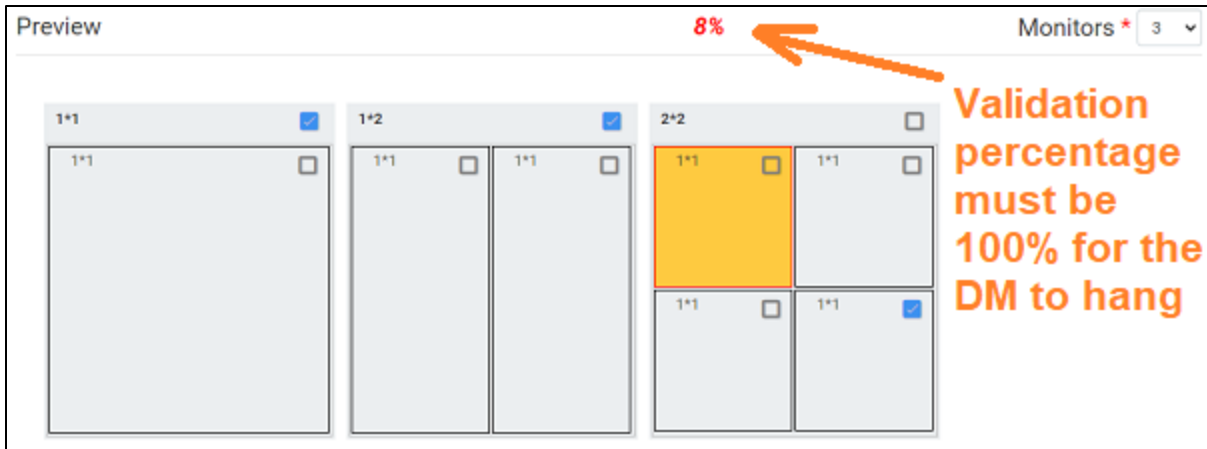 Preview 8% Monitors * 3
1*1 1*2 2*2
1*1 1*1 1*1 1*1 1*1
1*1 1*1
Validation
percentage
must be
100% for the
DM to hang